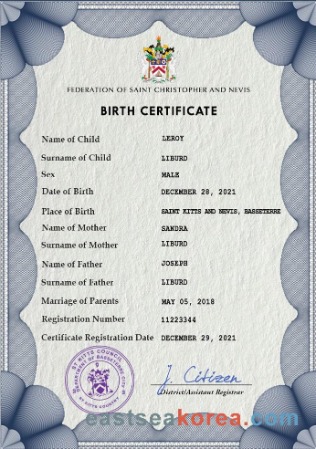 FEDERATION OF SAINT CHRISTOPHER AND NEVIS
BIRTH CERTIFICATE
Name of Child LEROY
Surname of Child LIBURD
Sex MALE
Date of Birth DECEMBER 28, 2021
Place of Birth SAINT KITTS AND NEVIS, BASSETERRE
Name of Mother SANDRA
Surname of Mother LIBURD
Name of Father JOSEPH
Surname of Father LIBURD
Marriage of Parents MAY 05, 2018
Registration Number 11223344
Certificate Registration Date DECEMBER 29, 2021
ST KITTS COUNCIL
J. Citizen
District/Assistant Registrar
eastseakorea.com